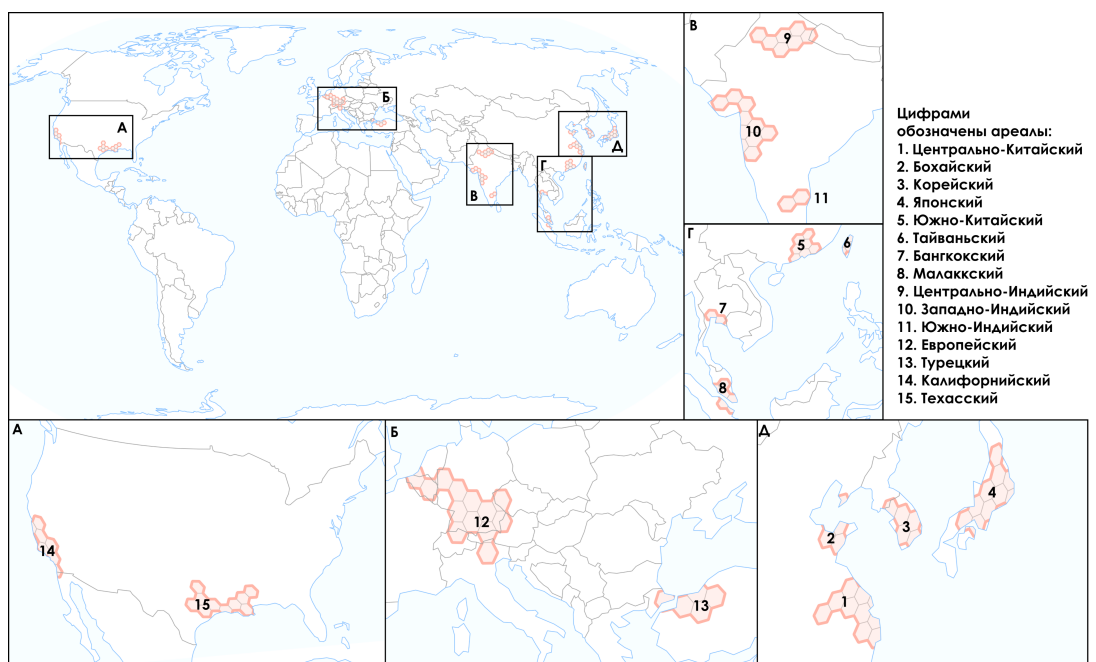 А
Б
В
Г
Д
В
9
10
11
Г
5
6
7
8
Цифрами
обозначены ареалы:
1. Центрально-Китайский
2. Бохайский
3. Корейский
4. Японский
5. Южно-Китайский
6. Тайваньский
7. Бангкокский
8. Малаккский
9. Центрально-Индийский
10. Западно-Индийский
11. Южно-Индийский
12. Европейский
13. Турецкий
14. Калифорнийский
15. Техасский
А
14
15
Б
12
13
Д
4
3
2
1